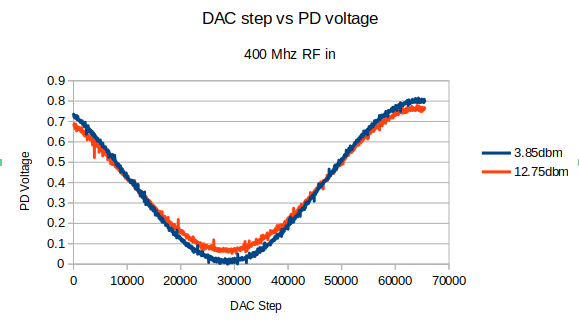 DAC step vs PD voltage
400 Mhz RF in
0.9
0.8
0.7
0.6
0.5
0.4
0.3
0.2
0.1
0
PD Voltage
0 10000 20000 30000 40000 50000 60000 70000
DAC Step
3.85dbm
12.75dbm